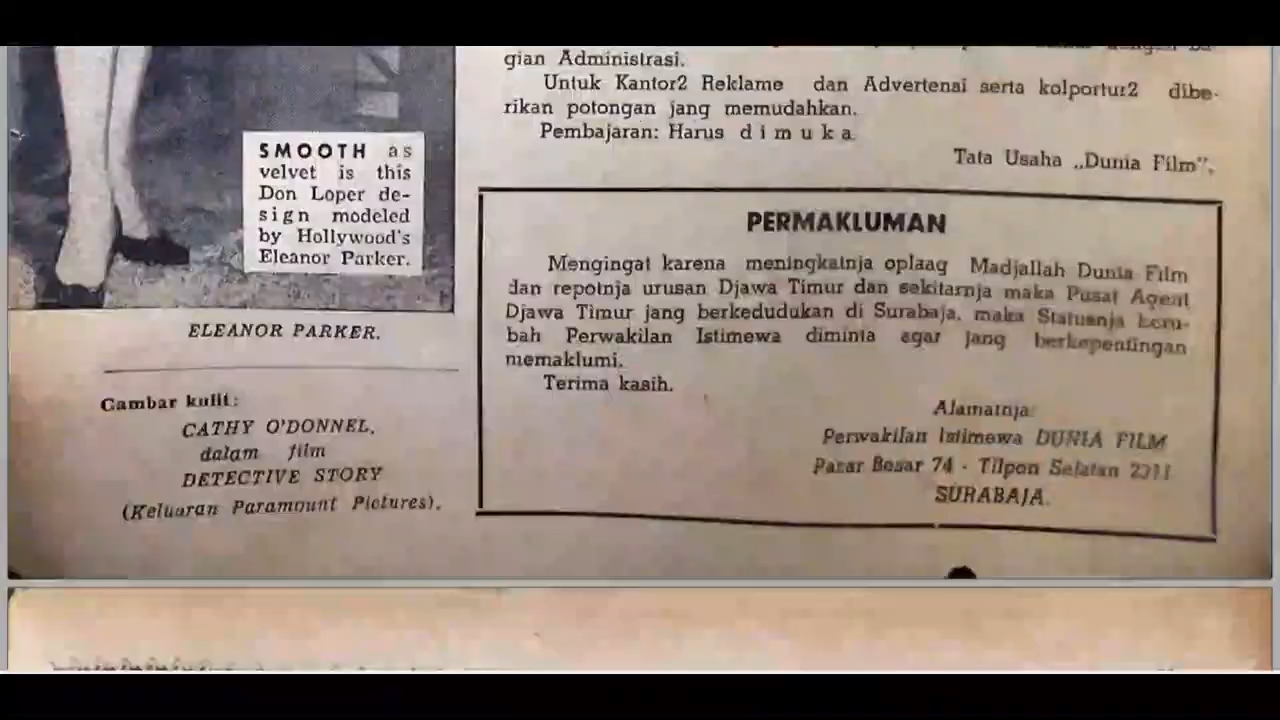 SMOOTH as
velvet is this
Don Loper de-
sign modeled
by Hollywood's
Eleanor Parker.
ELEANOR PARKER.
Gambar kulit:
CATHY O'DONNEL,
dalam film
DETECTIVE STORY
(Keluaran Paramount Pictures).
gian Administrasi.
Untuk Kantor2 Reklame dan Advertensi serta kolportur2 dibe-
rikan potongan jang memudahkan.
Pembajaran: Harus dimuka
Tata Usaha „Dunia Film",
PERMAKLUMAN
Mengingat karena meningkatnja oplaag Madjallah Dunia Film
dan repotnja urusan Djawa Timur dan sekitarnja maka Pusat Agent
Djawa Timur jang berkedudukan di Surabaja, maka Statusnja beru-
bah Perwakilan Istimewa diminta agar jang berkepentingan
memaklumi.
Terima kasih.
Alamatnja:
Perwakilan Istimewa DUNIA FILM
Pasar Besar 74 - Tilpon Selatan
SURABAJA.